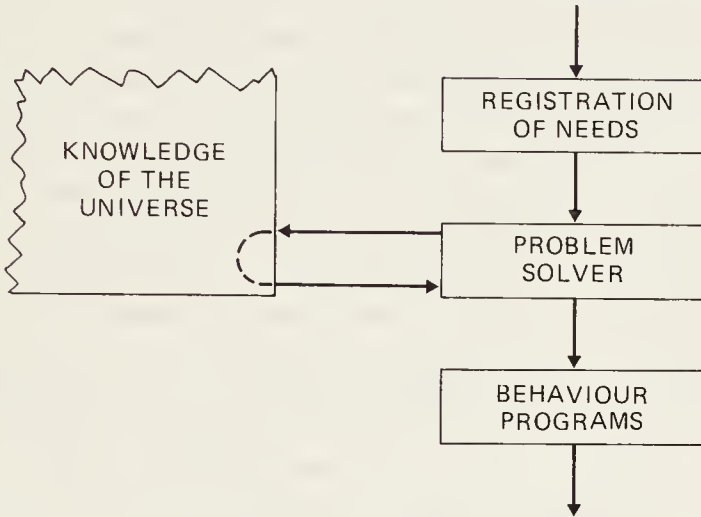 KNOWLEDGE
OF THE
UNIVERSE
REGISTRATION
OF NEEDS
PROBLEM
SOLVER
BEHAVIOUR
PROGRAMS